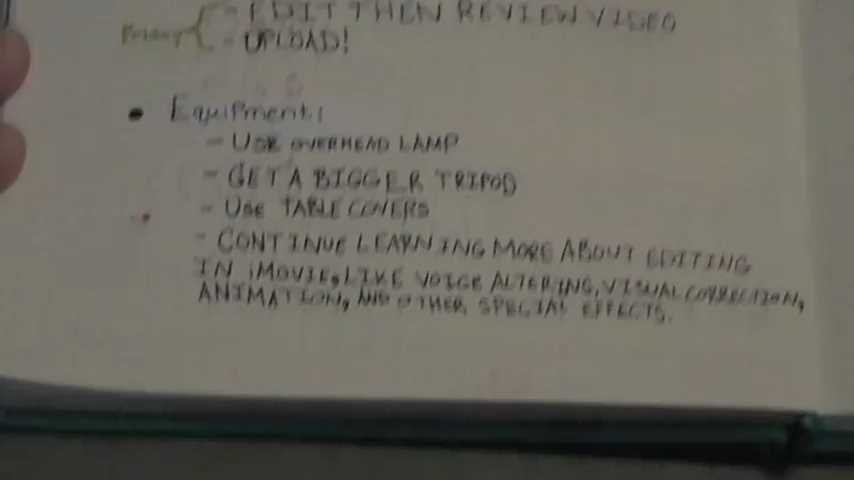 - EDIT THEN REVIEW VIDEO
- UPLOAD!
• Equipment:
- USE OVERHEAD LAMP
- GET A BIGGER TRIPOD
- USE TABLE COVERS
- CONTINUE LEARNING MORE ABOUT EDITING
IN iMOVIE, LIKE VOICE ALTERING, VISUAL CORRECTION,
ANIMATION, AND OTHER SPECIAL EFFECTS.